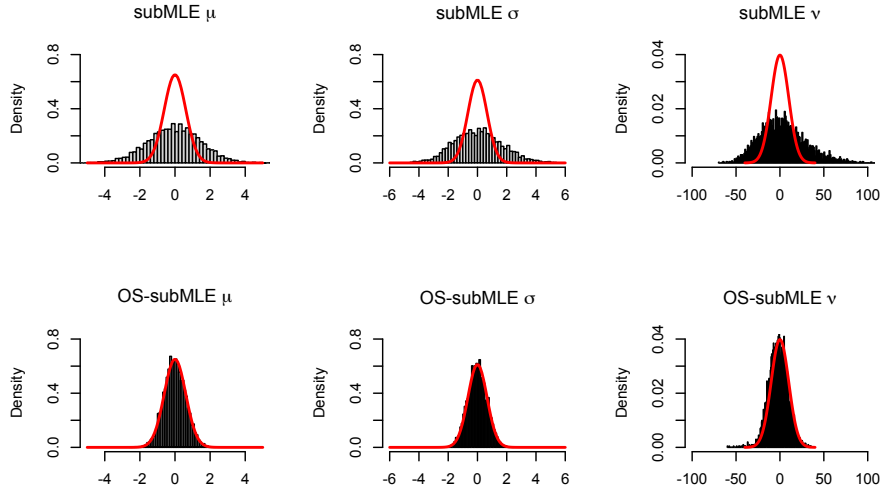 subMLE μ
Density
0.0 0.4 0.8
-4 -2 0 2 4
subMLE σ
Density
0.0 0.4 0.8
-6 -4 -2 0 2 4 6
subMLE ν
Density
0.00 0.02 0.04
-100 -50 0 50 100
OS-subMLE μ
Density
0.0 0.4 0.8
-4 -2 0 2 4
OS-subMLE σ
Density
0.0 0.4 0.8
-6 -4 -2 0 2 4 6
OS-subMLE ν
Density
0.00 0.02 0.04
-100 -50 0 50 100